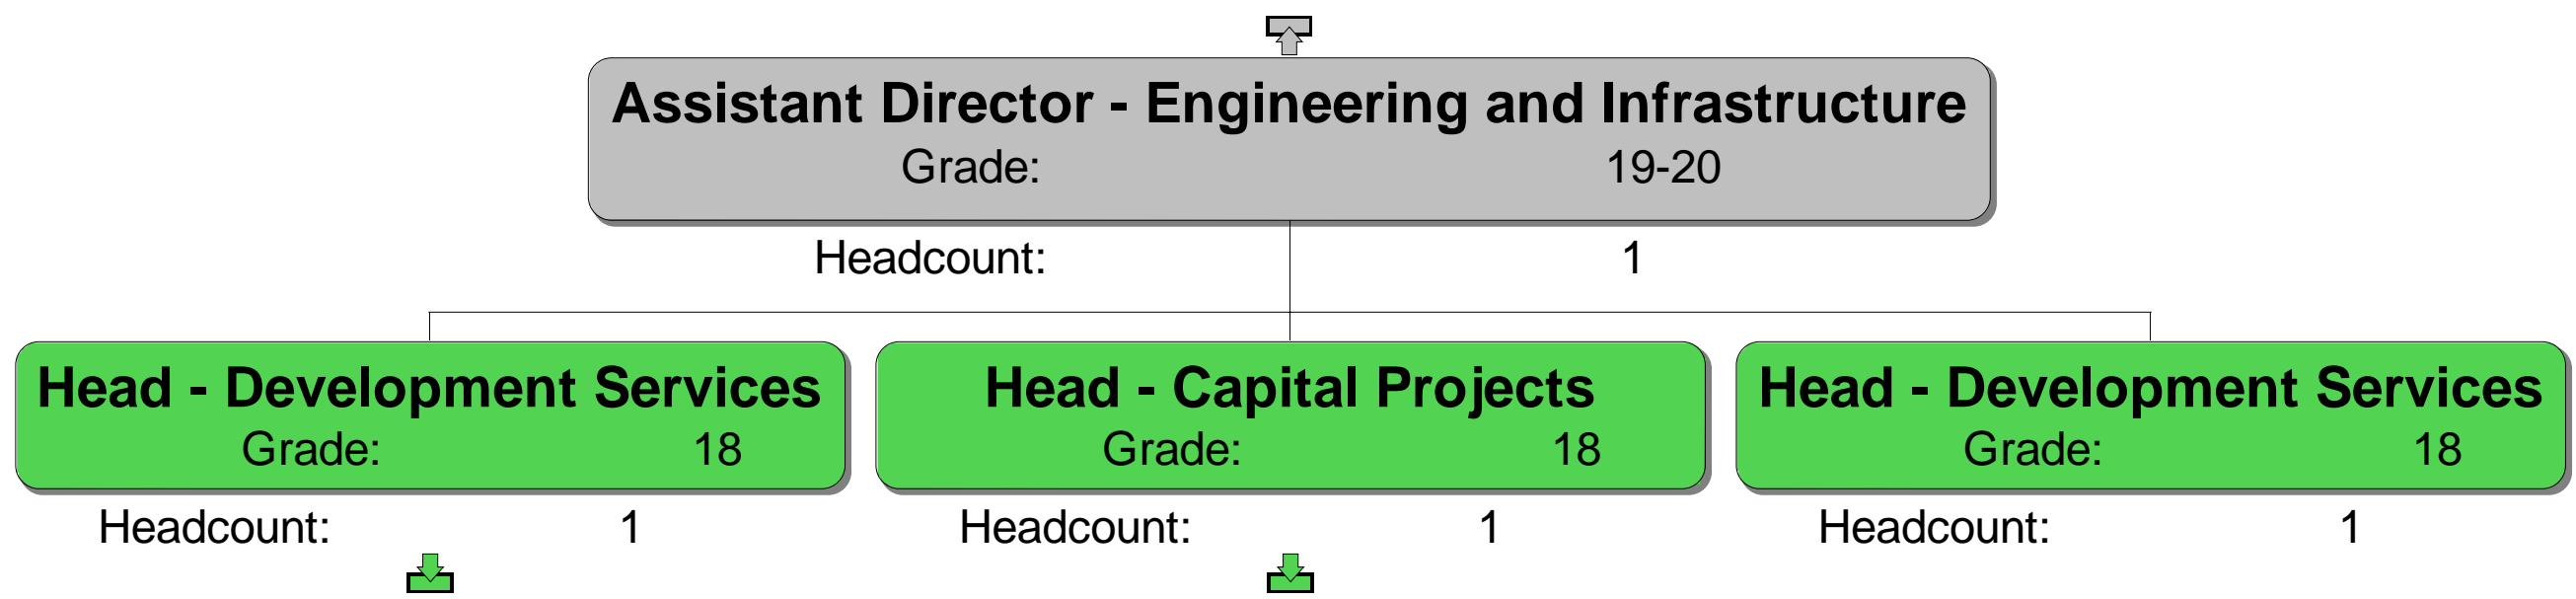 Assistant Director - Engineering and Infrastructure
Grade: 19-20
Headcount: 1
Head - Development Services
Grade: 18
Headcount: 1
Head - Capital Projects
Grade: 18
Headcount: 1
Head - Development Services
Grade: 18
Headcount: 1